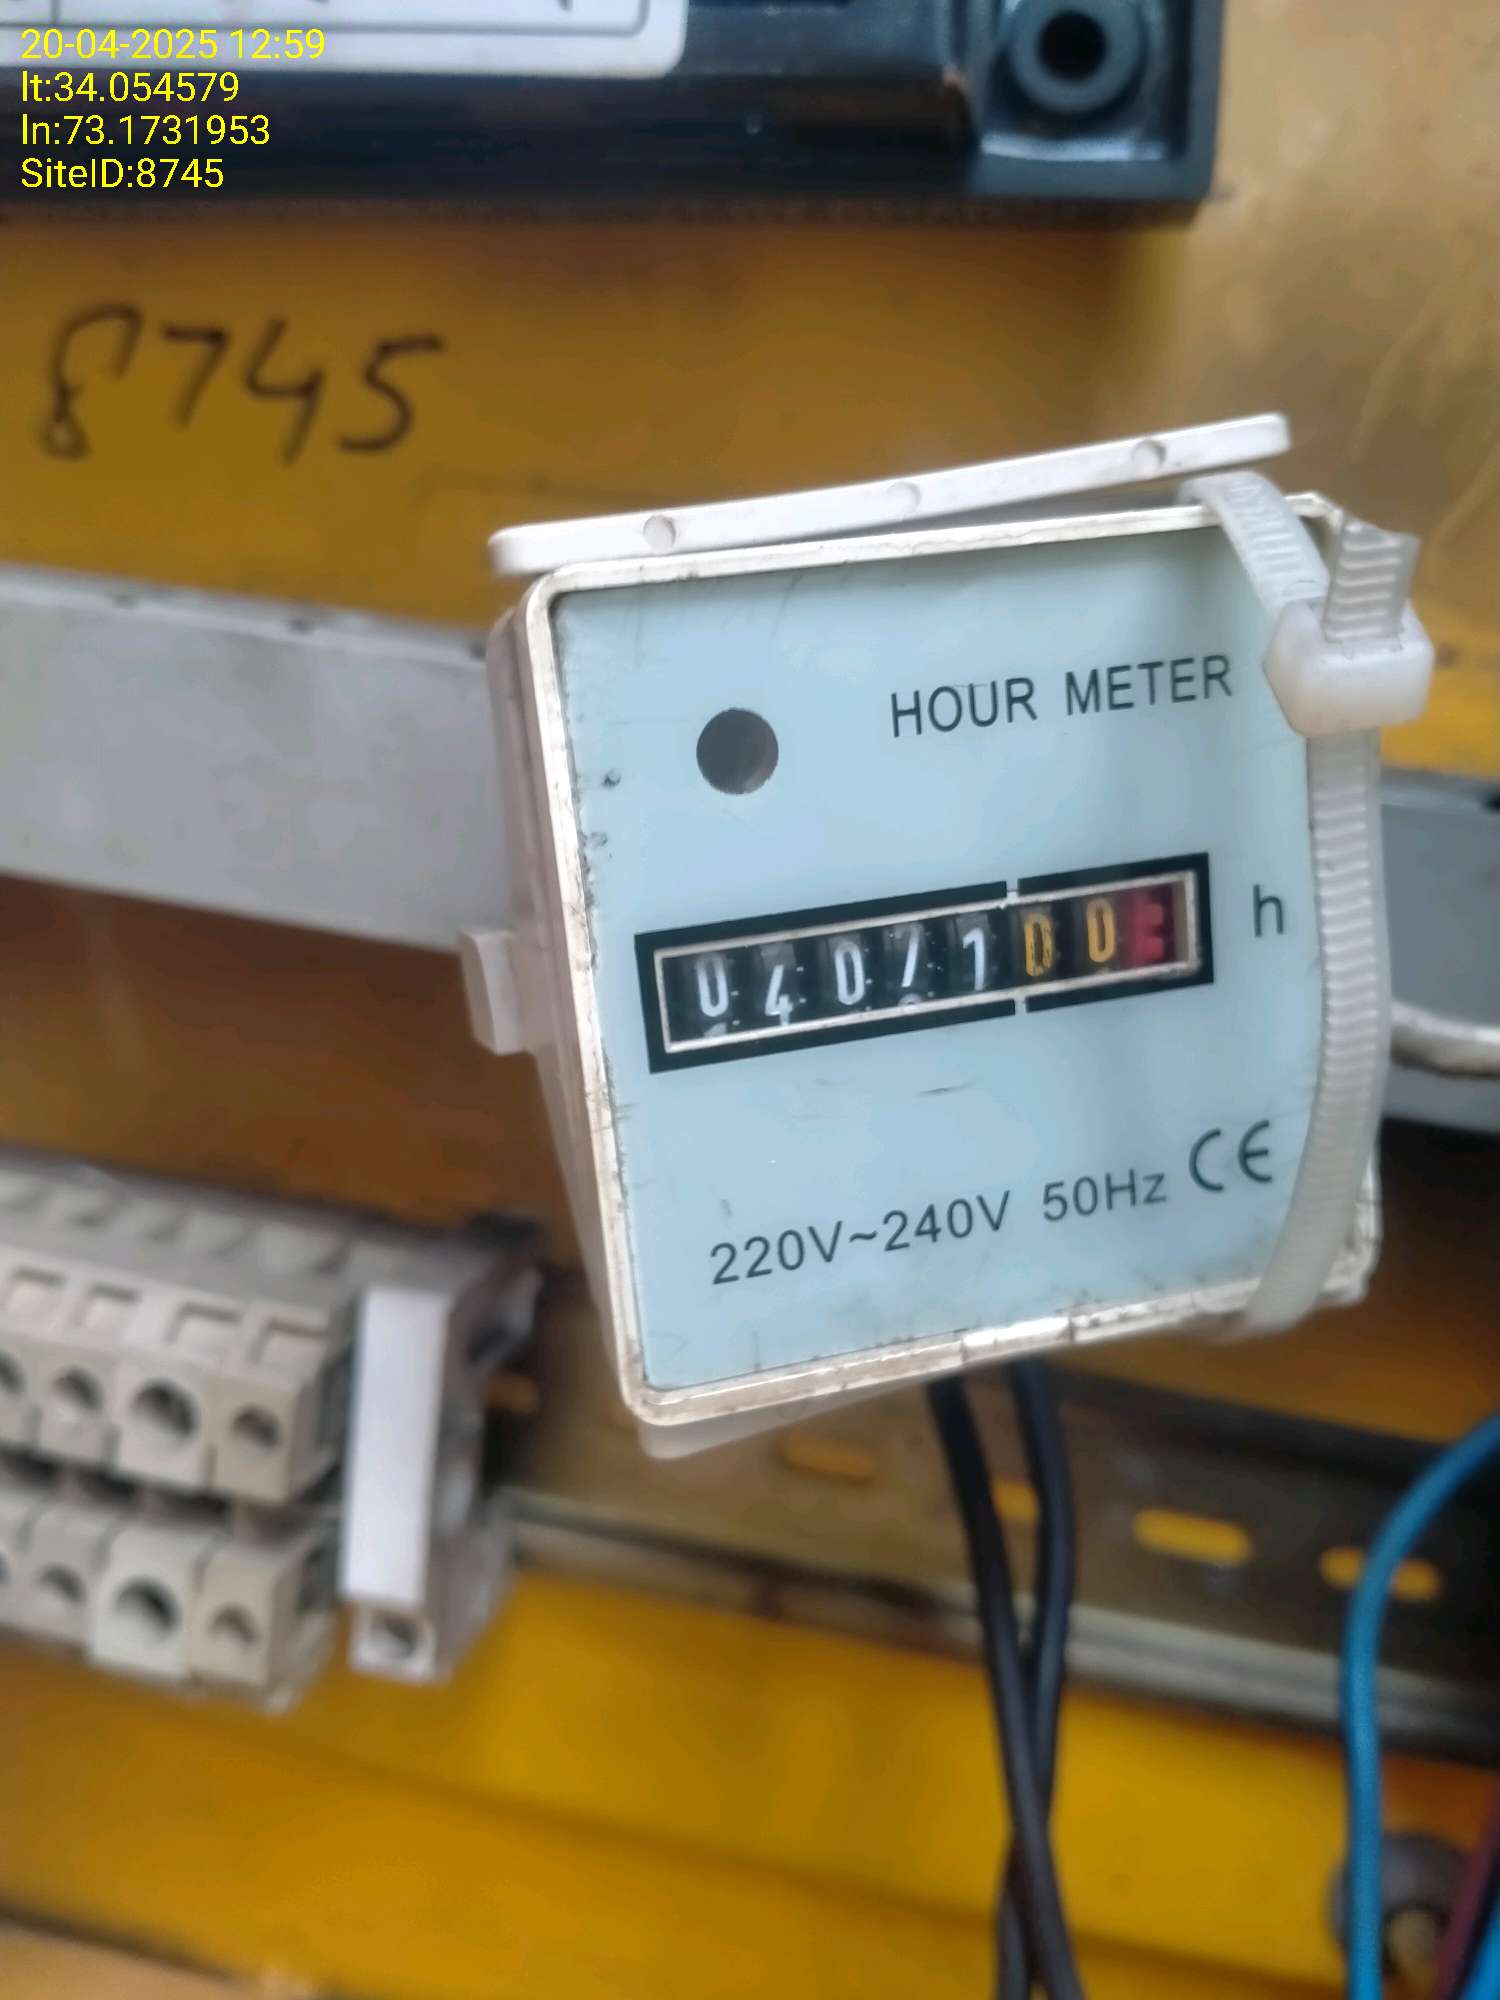 20-04-2025 12:59
lt:34.054579
ln:73.1731953
SiteID:8745
8745
HOUR METER
0407100 h
220V~240V 50Hz CE